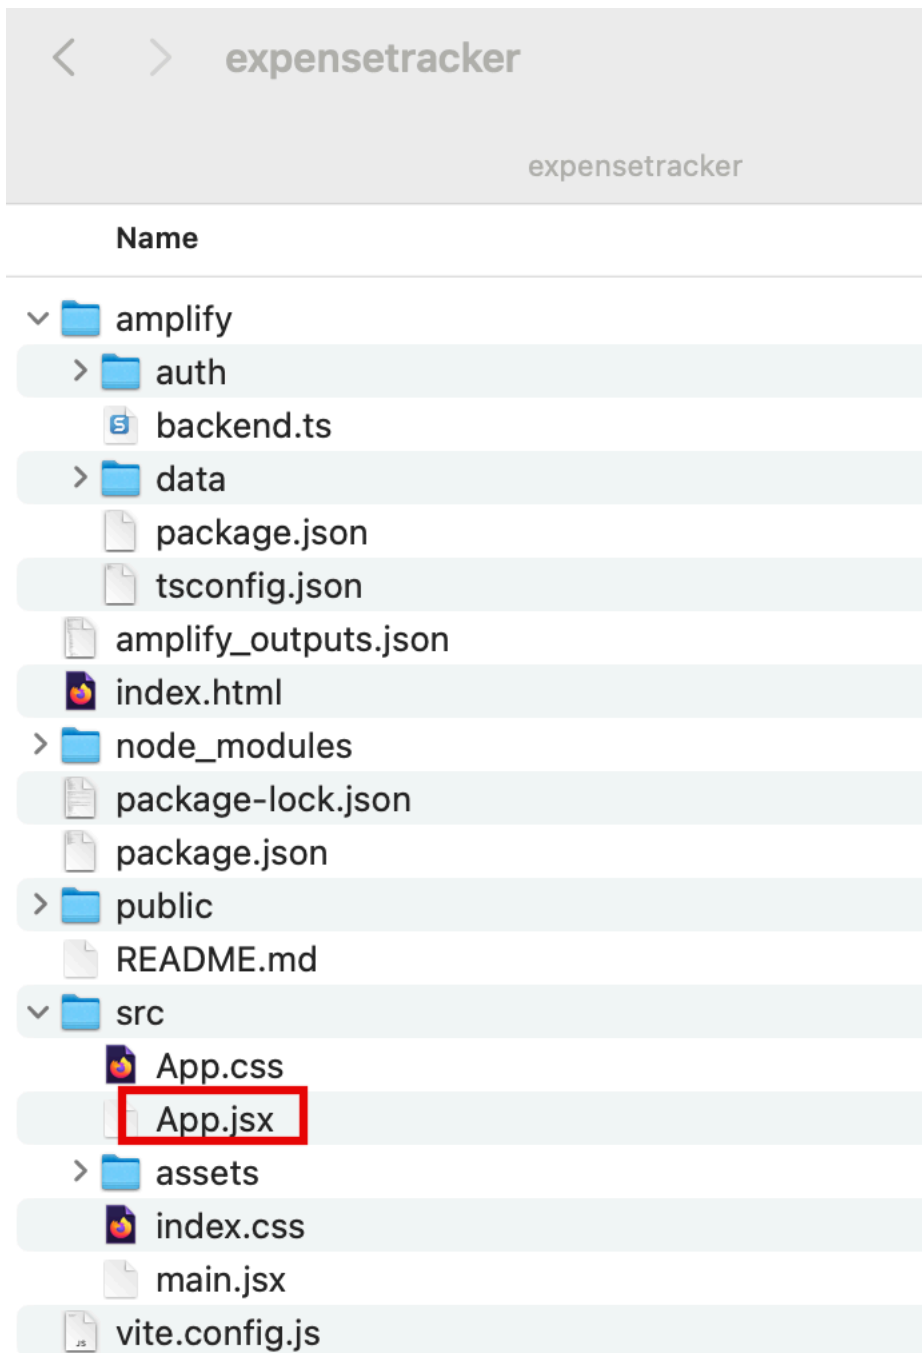 expensetracker
expensetracker
Name
amplify
auth
backend.ts
data
package.json
tsconfig.json
amplify_outputs.json
index.html
node_modules
package-lock.json
package.json
public
README.md
src
App.css
App.jsx
assets
index.css
main.jsx
vite.config.js